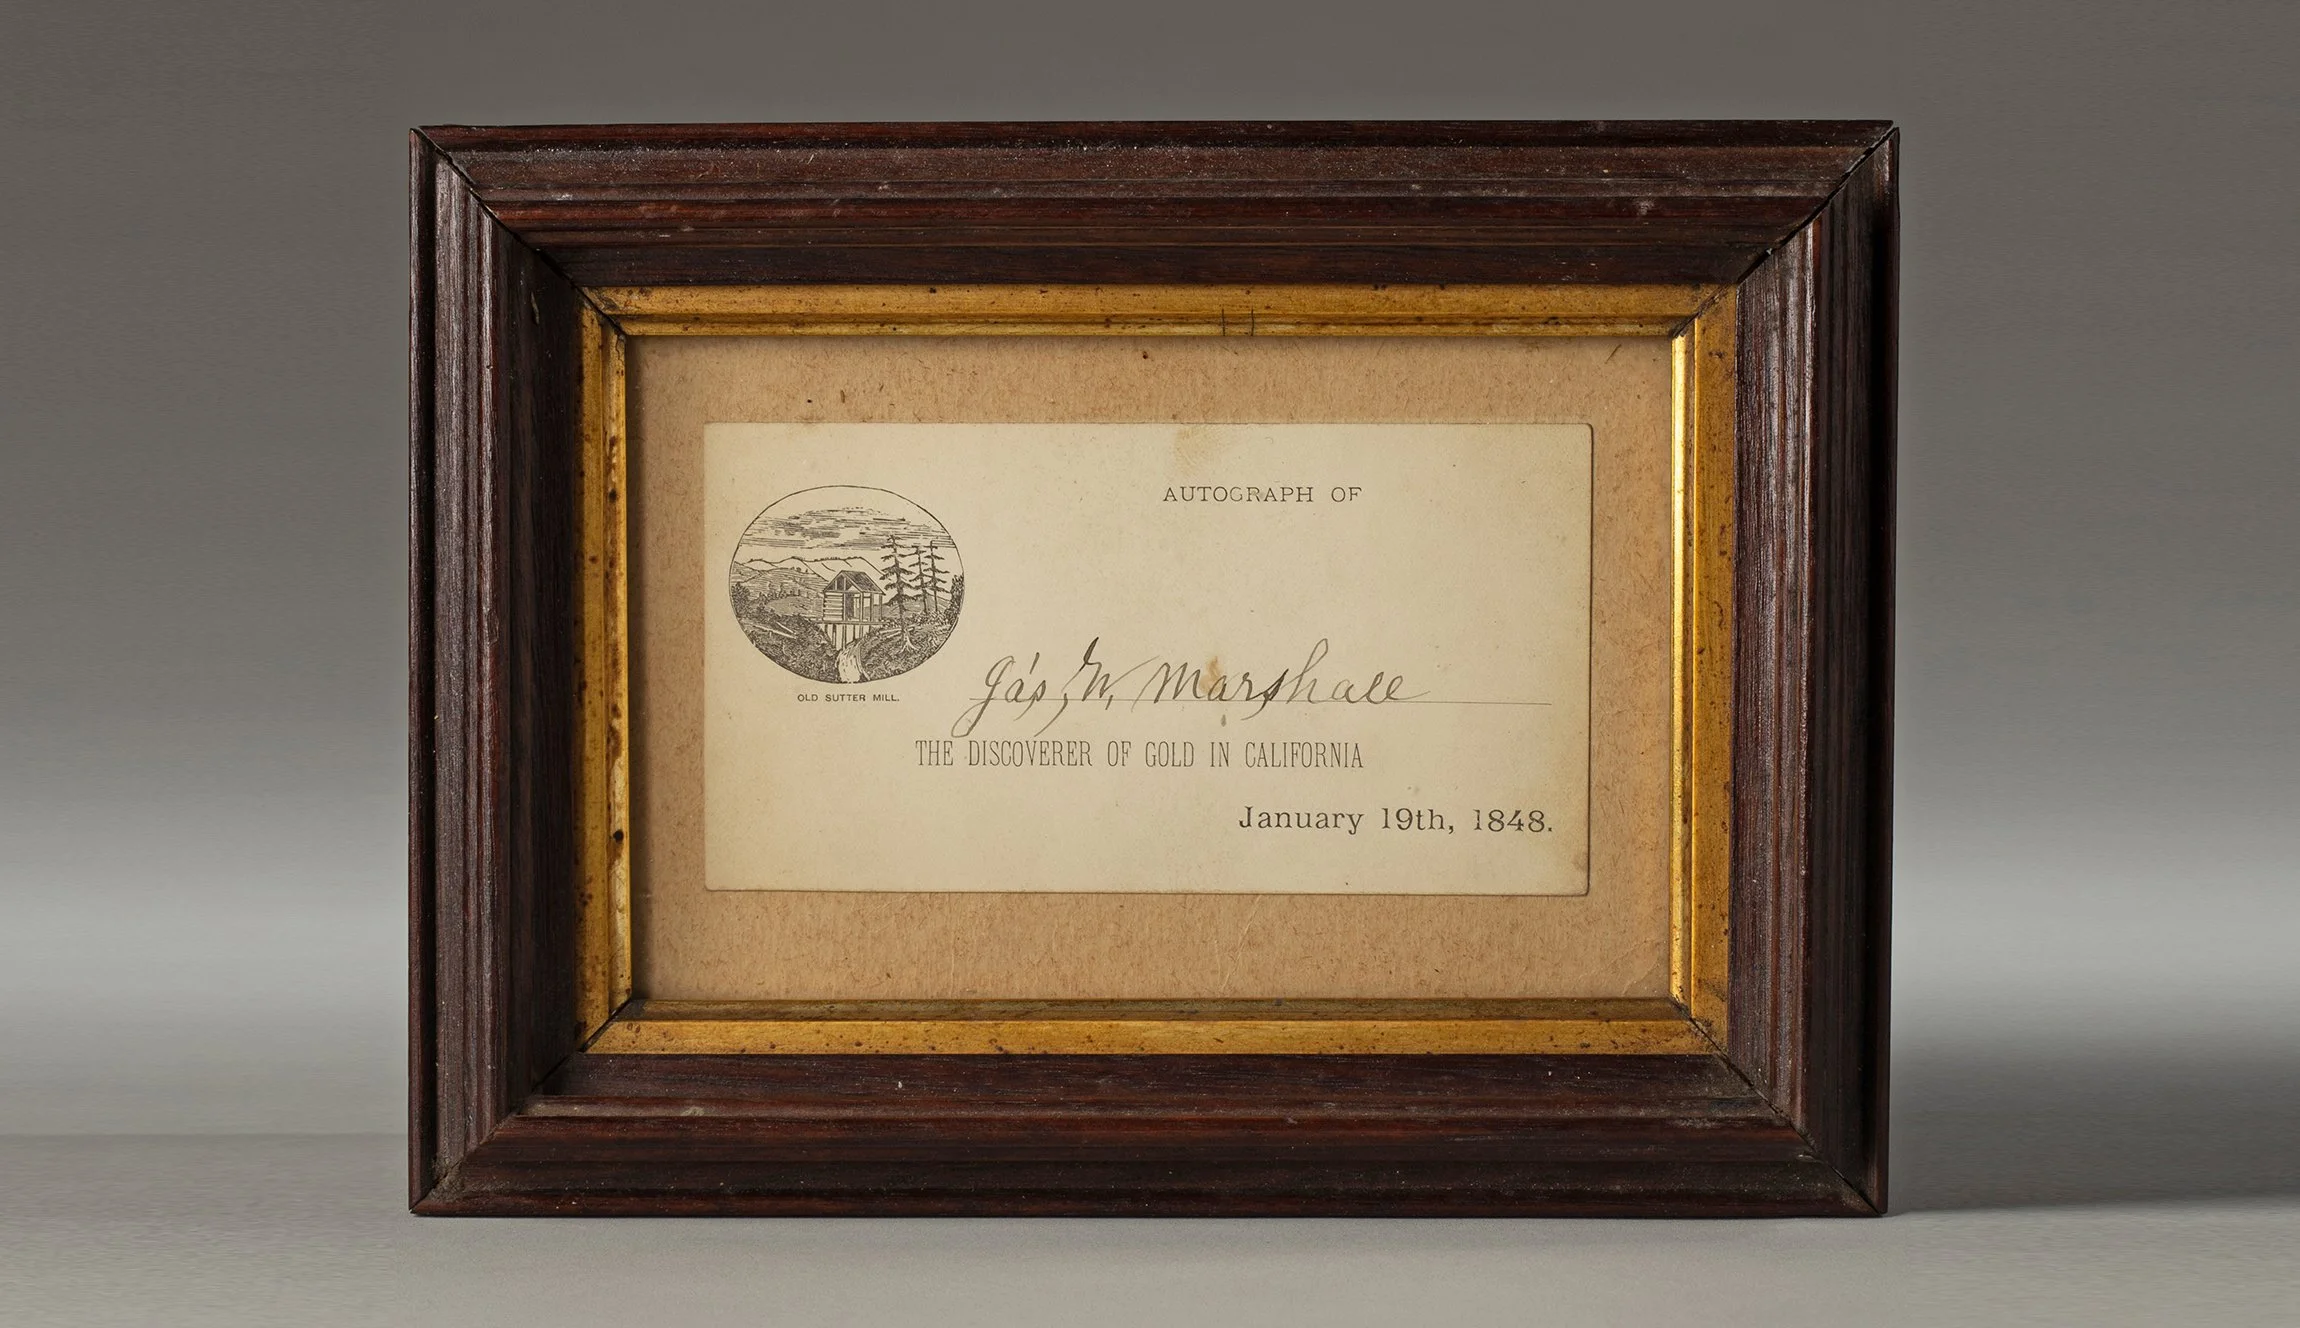 AUTOGRAPH OF
OLD SUTTER MILL.
Jas. W. Marshall
THE DISCOVERER OF GOLD IN CALIFORNIA
January 19th, 1848.